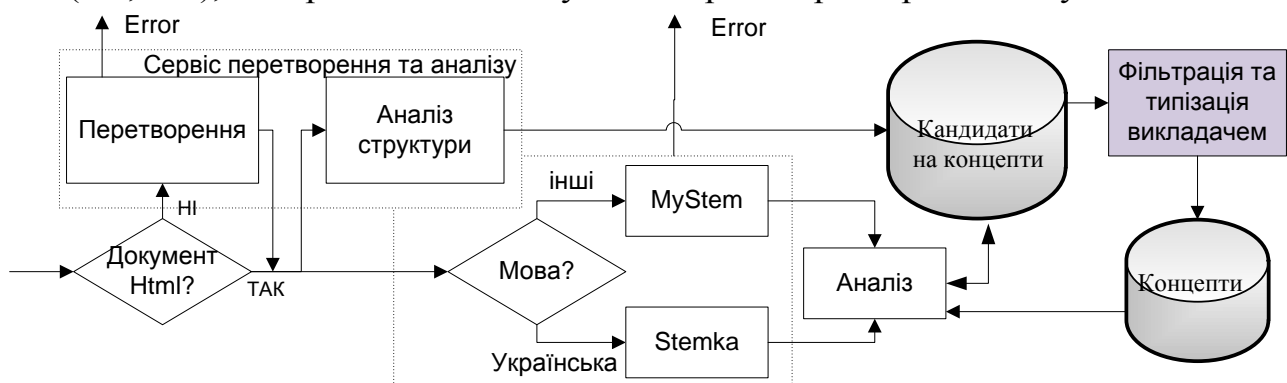 Error
Error
Сервіс перетворення та аналізу
Перетворення
Аналіз
структури
Кандидати
на концепти
Фільтрація та
типізація
викладачем
інші
MyStem
НІ
Документ
Html?
ТАК
Мова?
Аналіз
Концепти
Українська
Stemka